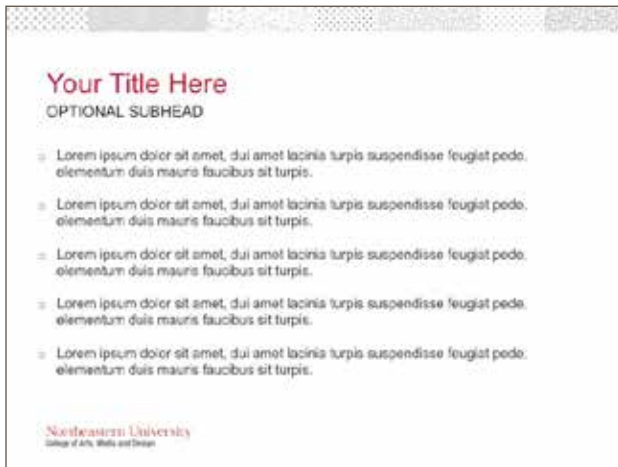 Your Title Here
OPTIONAL SUBHEAD
Lorem ipsum dolor sit amet, dui amet lacinia turpis suspendisse feugiat pede,
elementum duis mauris faucibus sit turpis.
Lorem ipsum dolor sit amet, dui amet lacinia turpis suspendisse feugiat pede,
elementum duis mauris faucibus sit turpis.
Lorem ipsum dolor sit amet, dui amet lacinia turpis suspendisse feugiat pede,
elementum duis mauris faucibus sit turpis.
Lorem ipsum dolor sit amet, dui amet lacinia turpis suspendisse feugiat pede,
elementum duis mauris faucibus sit turpis.
Lorem ipsum dolor sit amet, dui amet lacinia turpis suspendisse feugiat pede,
elementum duis mauris faucibus sit turpis.
Northeastern University
College of Arts, Media and Design